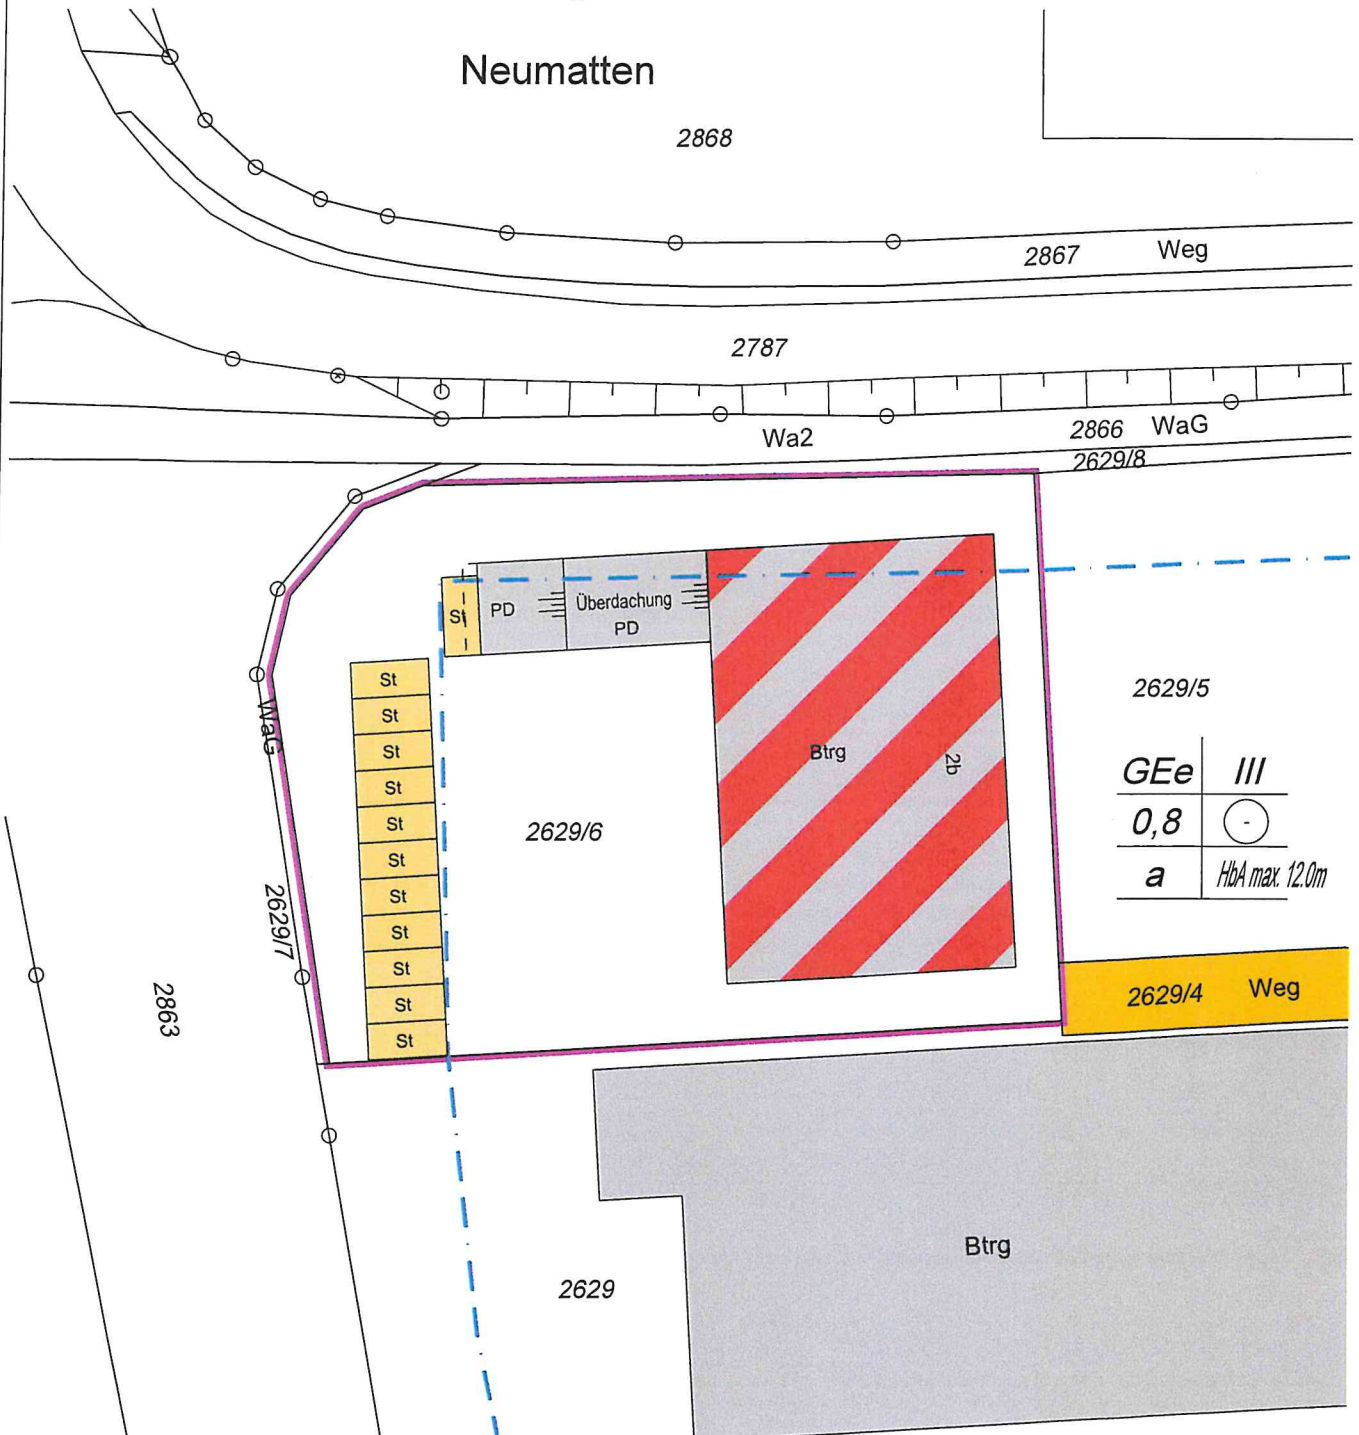 Neumatten
2868
2867 Weg
2787
Wa2 2866 WaG
2629/8
St PD Überdachung
PD
St
St
St
St
St
St
St
St
St
St
St
WaG
2629/7
2863
2629/6
Btrg 2b
2629/5
GEe III
0,8 -
a HbA max. 12.0m
2629/4 Weg
Btrg
2629